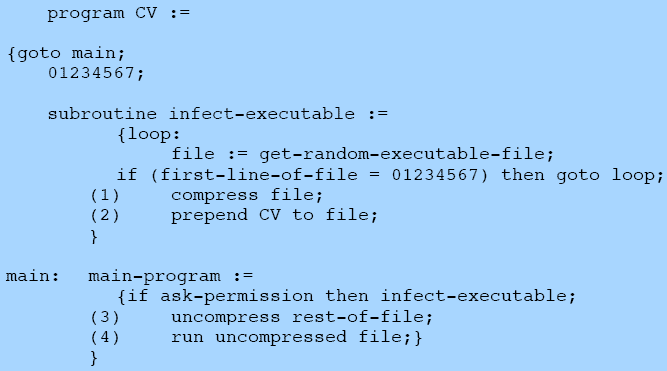 program CV :=
{goto main;
01234567;
subroutine infect-executable :=
{loop:
file := get-random-executable-file;
if (first-line-of-file = 01234567) then goto loop;
(1) compress file;
(2) prepend CV to file;
}
main: main-program :=
{if ask-permission then infect-executable;
(3) uncompress rest-of-file;
(4) run uncompressed file;}
}